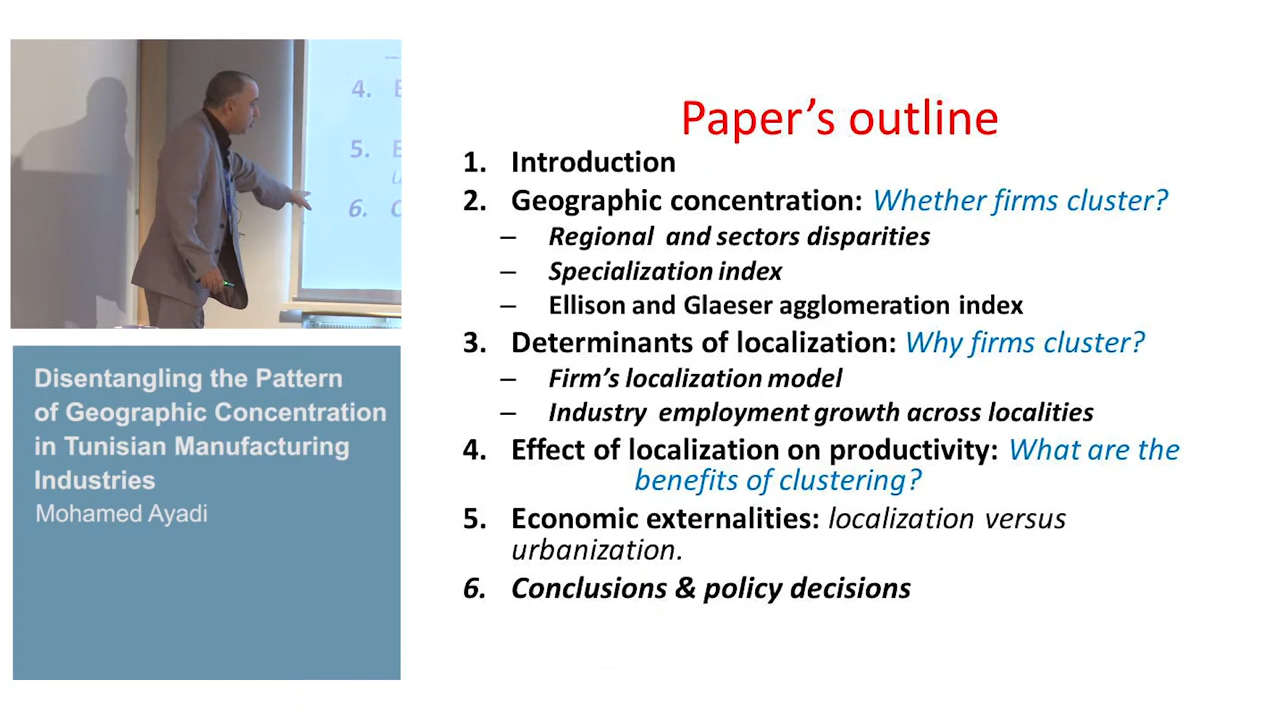 4.
5.
6.
Disentangling the Pattern
of Geographic Concentration
in Tunisian Manufacturing
Industries
Mohamed Ayadi
Paper's outline
1. Introduction
2. Geographic concentration: Whether firms cluster?
– Regional and sectors disparities
– Specialization index
– Ellison and Glaeser agglomeration index
3. Determinants of localization: Why firms cluster?
– Firm's localization model
– Industry employment growth across localities
4. Effect of localization on productivity: What are the
benefits of clustering?
5. Economic externalities: localization versus
urbanization.
6. Conclusions & policy decisions